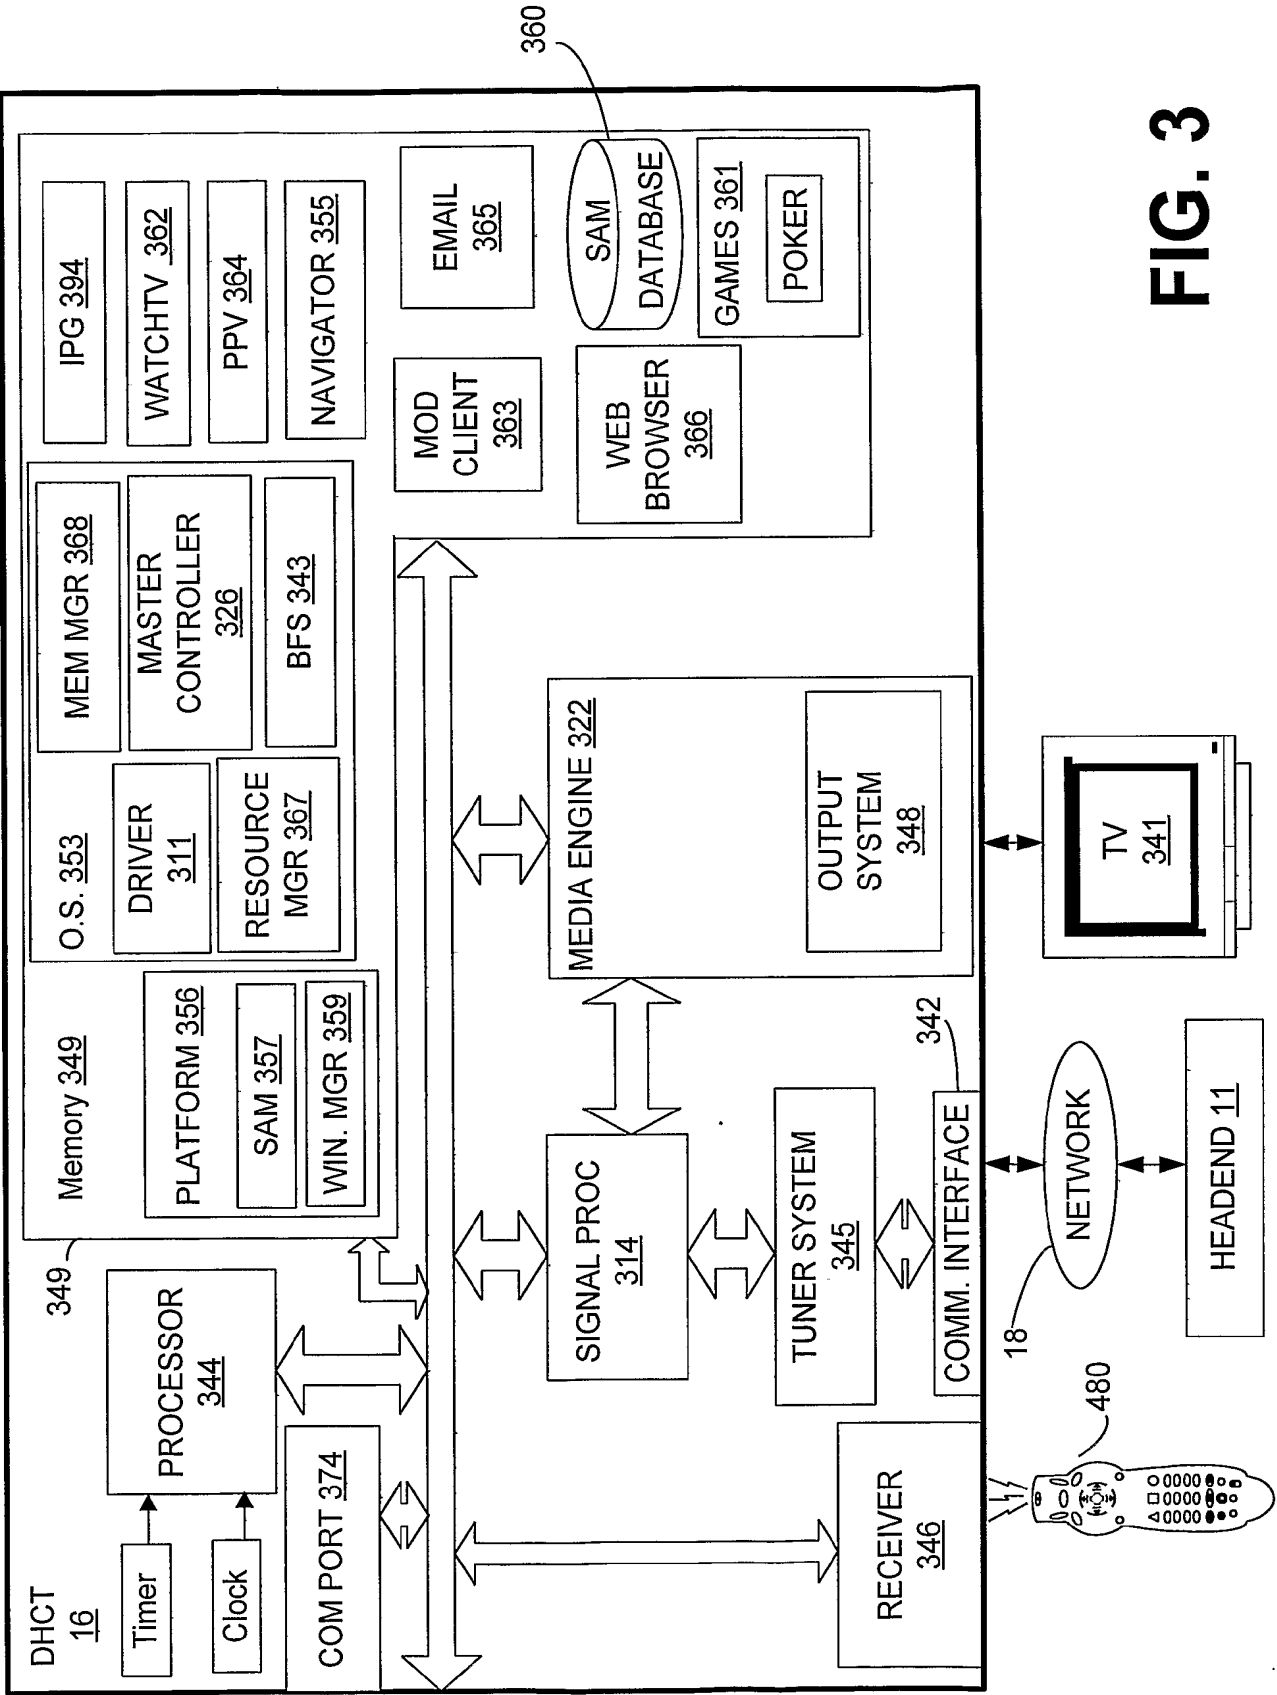 DHCT
16
Timer
Clock
PROCESSOR
344
COM PORT 374
349
Memory 349
PLATFORM 356
SAM 357
WIN. MGR 359
O.S. 353
DRIVER
311
RESOURCE
MGR 367
MEM MGR 368
MASTER
CONTROLLER
326
BFS 343
IPG 394
WATCHTV 362
PPV 364
NAVIGATOR 355
MOD
CLIENT
363
EMAIL
365
WEB
BROWSER
366
SAM
DATABASE
360
GAMES 361
POKER
SIGNAL PROC
314
MEDIA ENGINE 322
OUTPUT
SYSTEM
348
TUNER SYSTEM
345
COMM. INTERFACE
342
RECEIVER
346
480
18
NETWORK
HEADEND 11
TV
341
FIG. 3